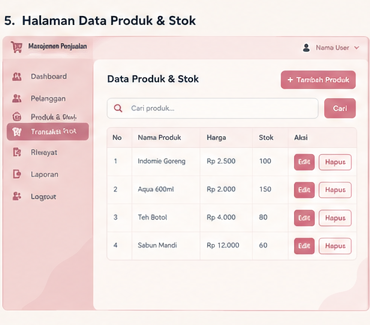 5. Halaman Data Produk & Stok
Manajemen Penjualan
Nama User
Dashboard
Pelanggan
Produk & Stok
Transaksi
Riwayat
Laporan
Logout
Data Produk & Stok
+ Tambah Produk
Cari produk...
Cari
No Nama Produk Harga Stok Aksi
1 Indomie Goreng Rp 2.500 100 Edit Hapus
2 Aqua 600ml Rp 2.000 150 Edit Hapus
3 Teh Botol Rp 4.000 80 Edit Hapus
4 Sabun Mandi Rp 12.000 60 Edit Hapus